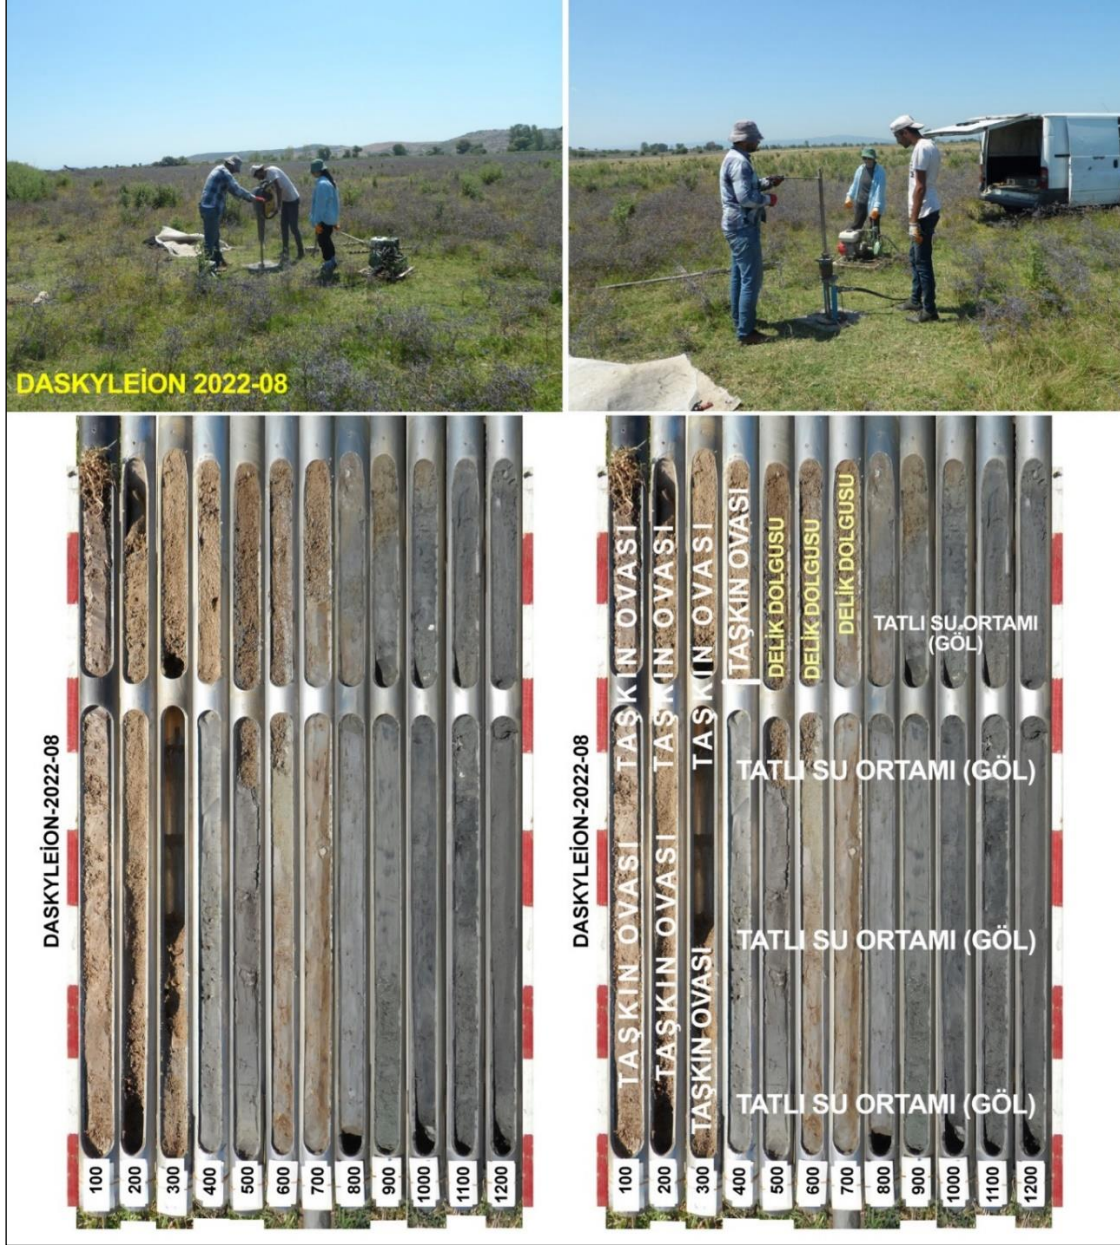 DASKYLEİON 2022-08
DASKYLEİON-2022-08
100
200
300
400
500
600
700
800
900
1000
1100
1200
DASKYLEİON-2022-08
TAŞKIN OVASI
TAŞKIN OVASI
TAŞKIN OVASI
TAŞKIN OVASI
TAŞKIN OVASI
TAŞKIN OVASI
TAŞKIN OVASI
DELİK DOLGUSU
DELİK DOLGUSU
DELİK DOLGUSU
TATLI SU ORTAMI
(GÖL)
TATLI SU ORTAMI (GÖL)
TATLI SU ORTAMI (GÖL)
TATLI SU ORTAMI (GÖL)
100
200
300
400
500
600
700
800
900
1000
1100
1200